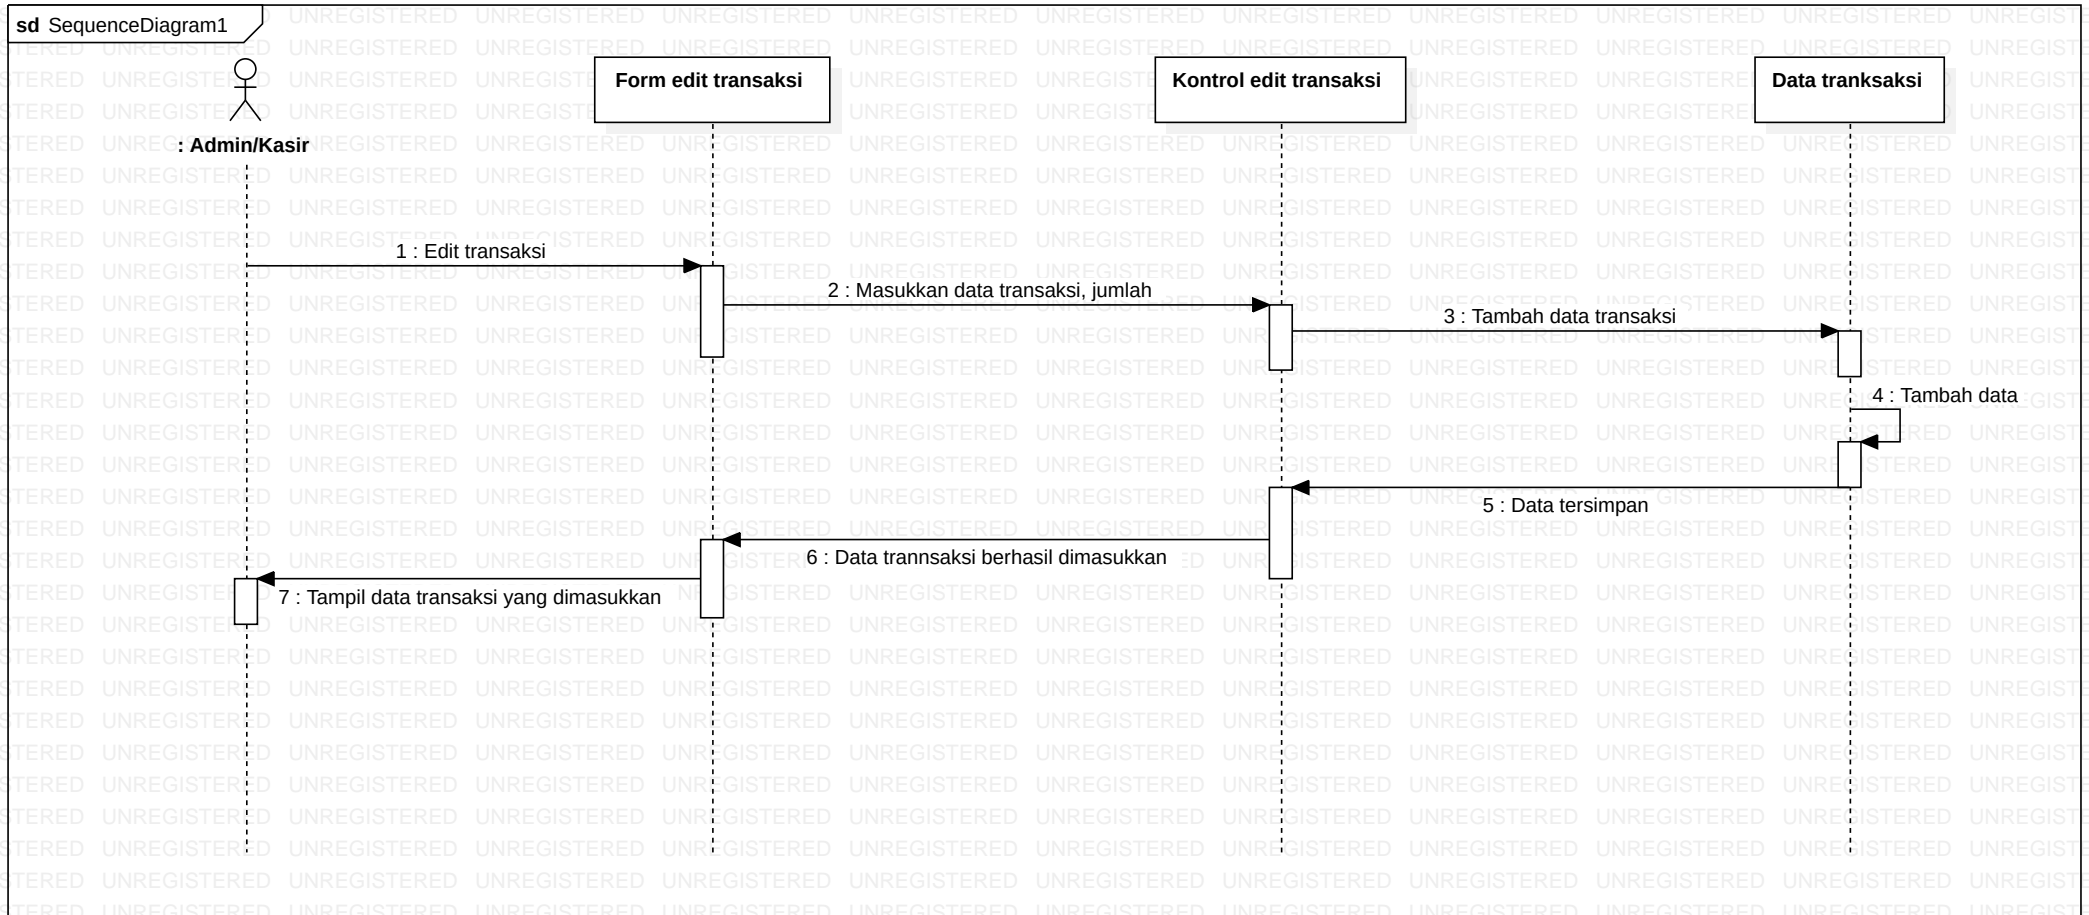 sd SequenceDiagram1
Form edit transaksi
Kontrol edit transaksi
Data tranksaksi
: Admin/Kasir
1 : Edit transaksi
2 : Masukkan data transaksi, jumlah
3 : Tambah data transaksi
4 : Tambah data
5 : Data tersimpan
6 : Data trannsaksi berhasil dimasukkan
7 : Tampil data transaksi yang dimasukkan
UNREGISTERED